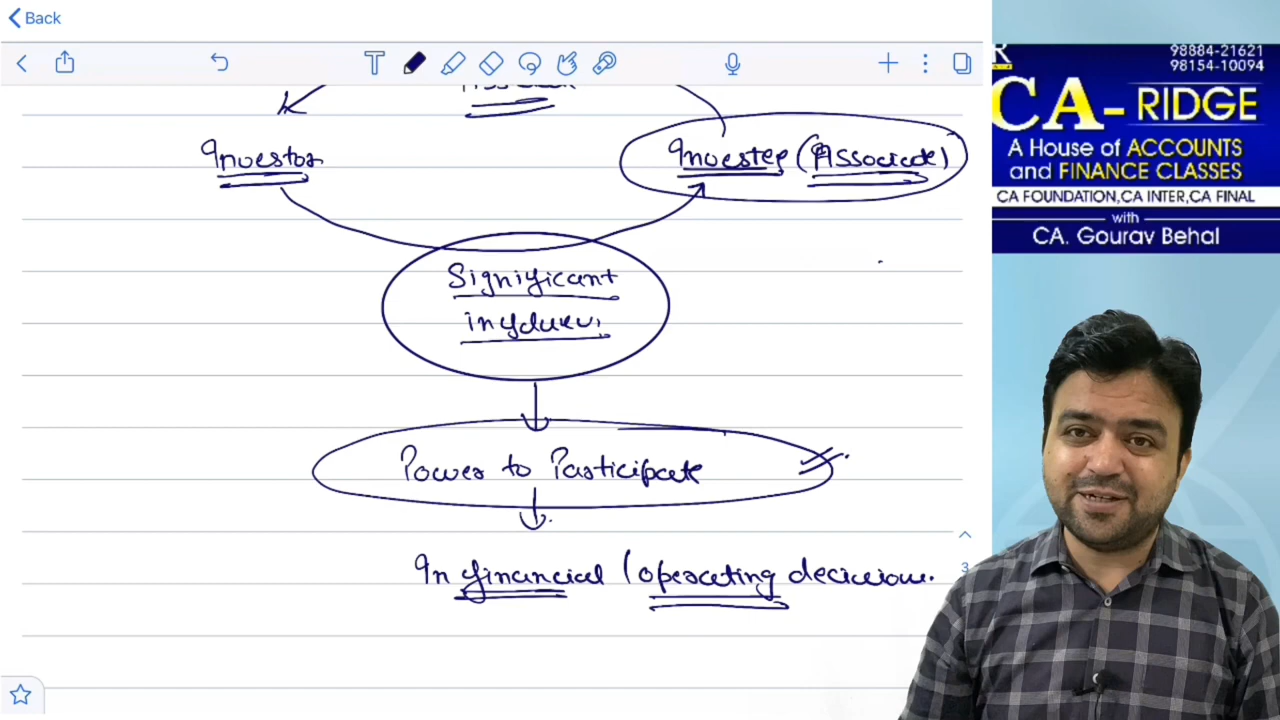 Back
Investor
Investee (Associate)
Significant
influence
Power to Participate
In financial / operating decisions.
3
R
98884-21621
98154-10094
CA- RIDGE
A House of ACCOUNTS
and FINANCE CLASSES
CA FOUNDATION,CA INTER,CA FINAL
with
CA. Gourav Behal